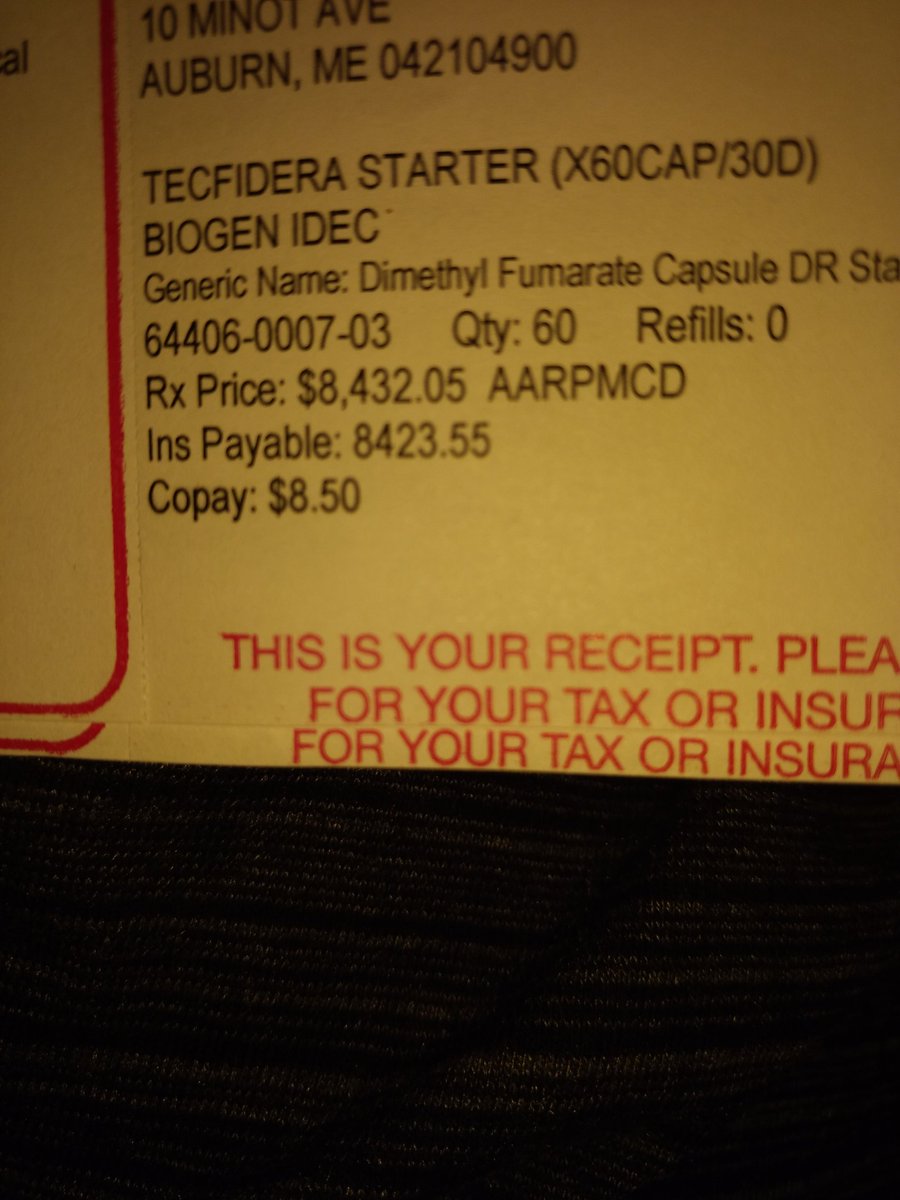 10 MINOT AVE
AUBURN, ME 042104900
TECFIDERA STARTER (X60CAP/30D)
BIOGEN IDEC
Generic Name: Dimethyl Fumarate Capsule DR Sta
64406-0007-03 Qty: 60 Refills: 0
Rx Price: $8,432.05 AARPMCD
Ins Payable: 8423.55
Copay: $8.50
THIS IS YOUR RECEIPT. PLEA
FOR YOUR TAX OR INSUR
FOR YOUR TAX OR INSURA